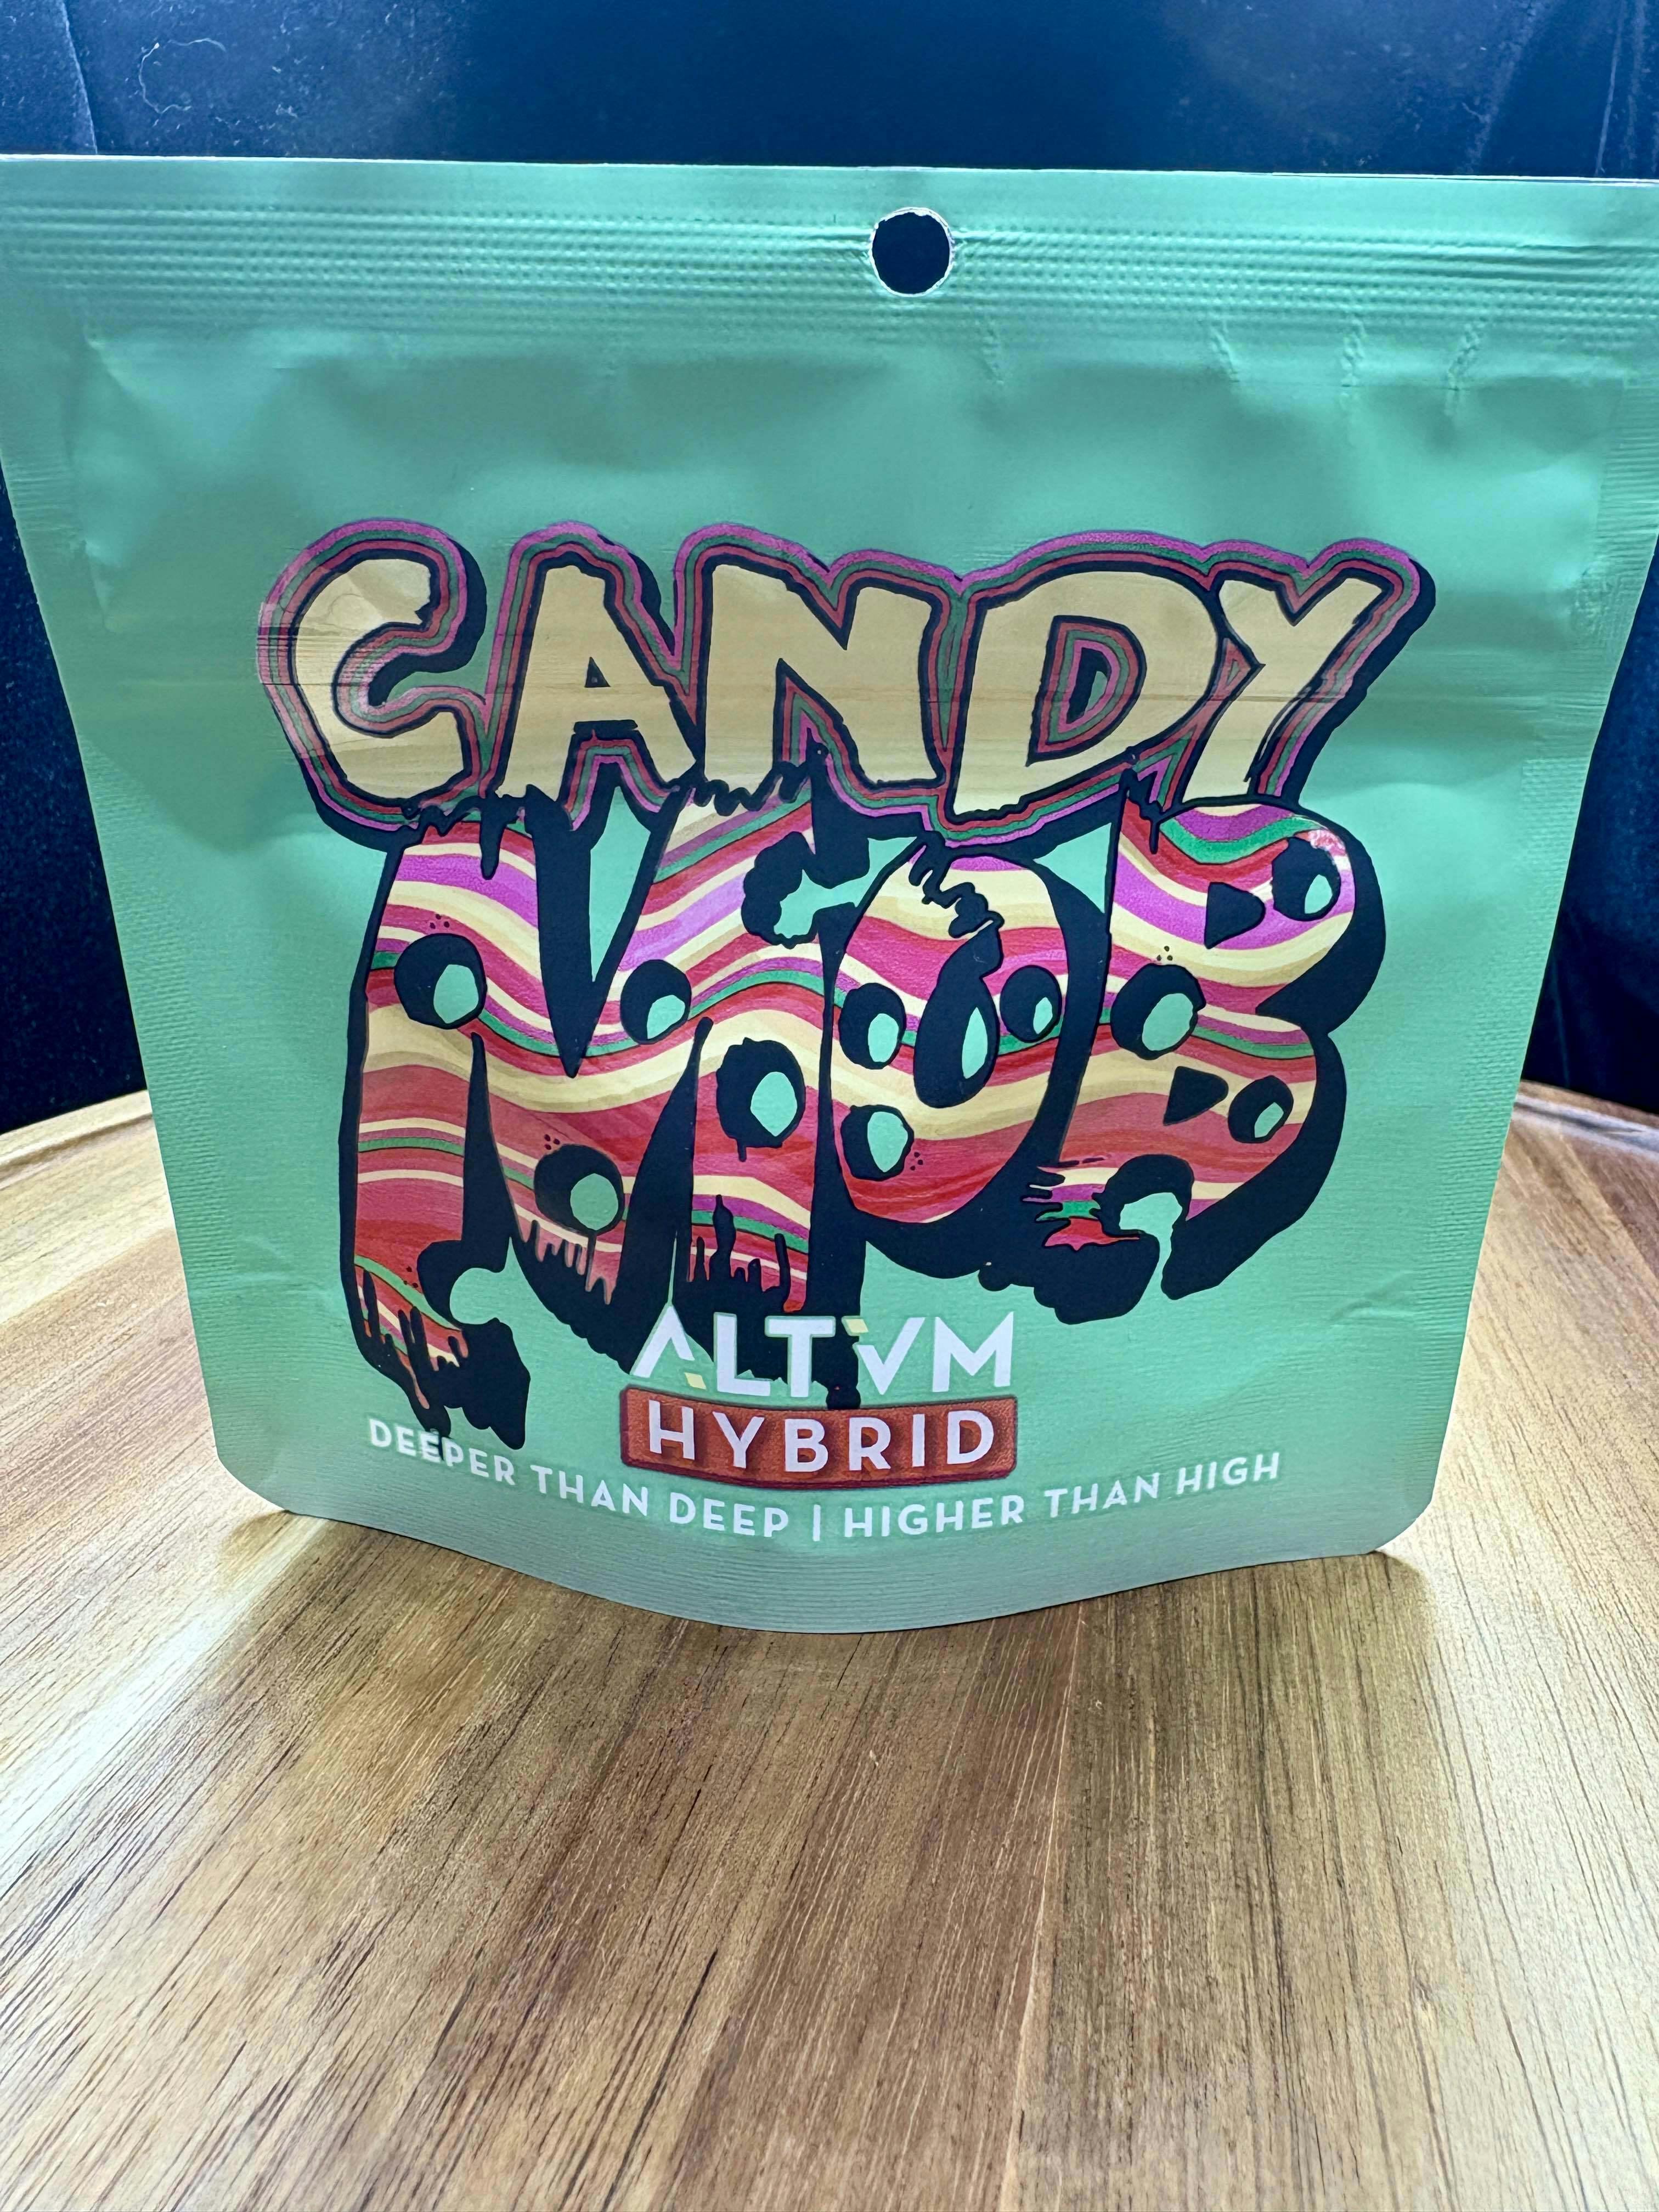 CANDY
MOB
ALTVM
HYBRID
DEEPER THAN DEEP | HIGHER THAN HIGH